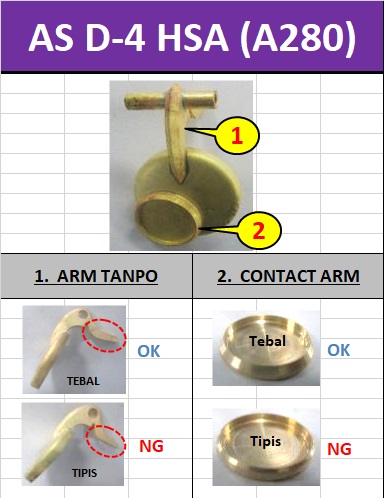 AS D-4 HSA (A280)
1
2
1. ARM TANPO
2. CONTACT ARM
OK
TEBAL
Tebal
OK
NG
TIPIS
Tipis
NG